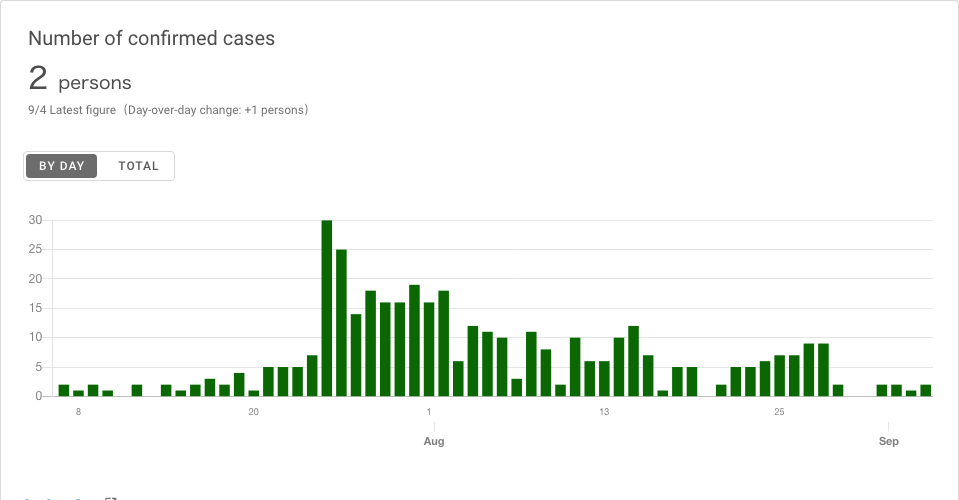 Number of confirmed cases
2 persons
9/4 Latest figure（Day-over-day change: +1 persons）
BY DAY TOTAL
30
25
20
15
10
5
0
8 20 1 13 25
Aug Sep